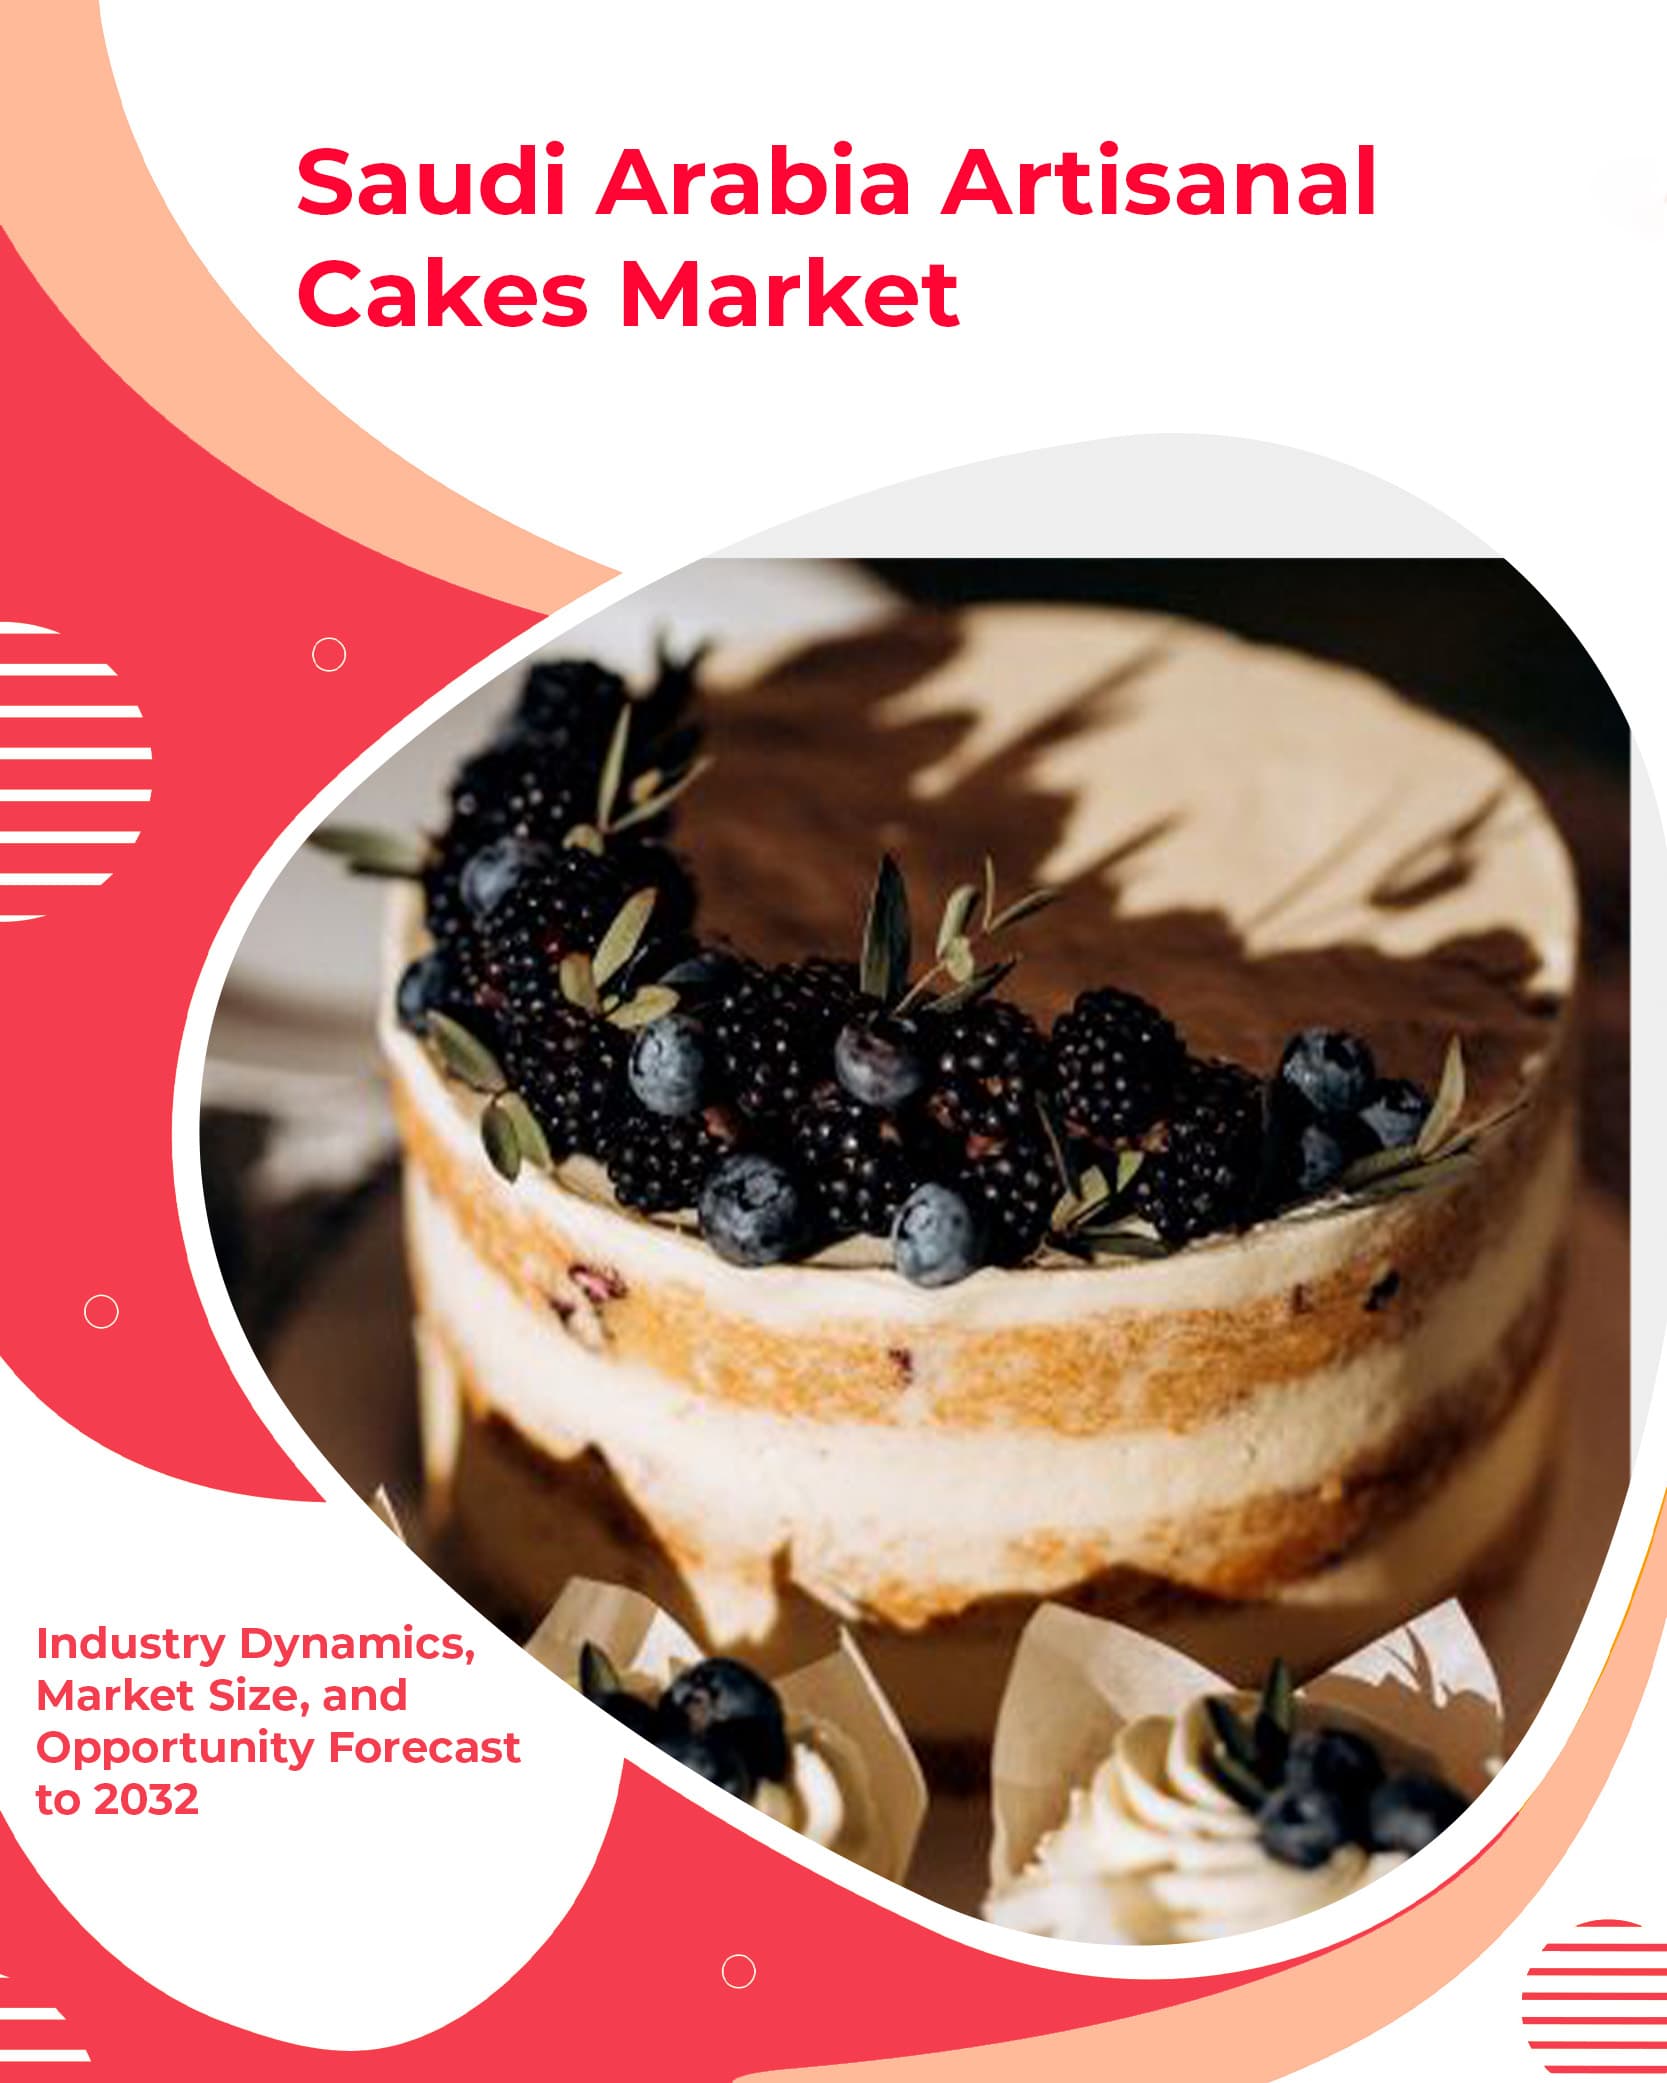 Saudi Arabia Artisanal
Cakes Market
Industry Dynamics,
Market Size, and
Opportunity Forecast
to 2032